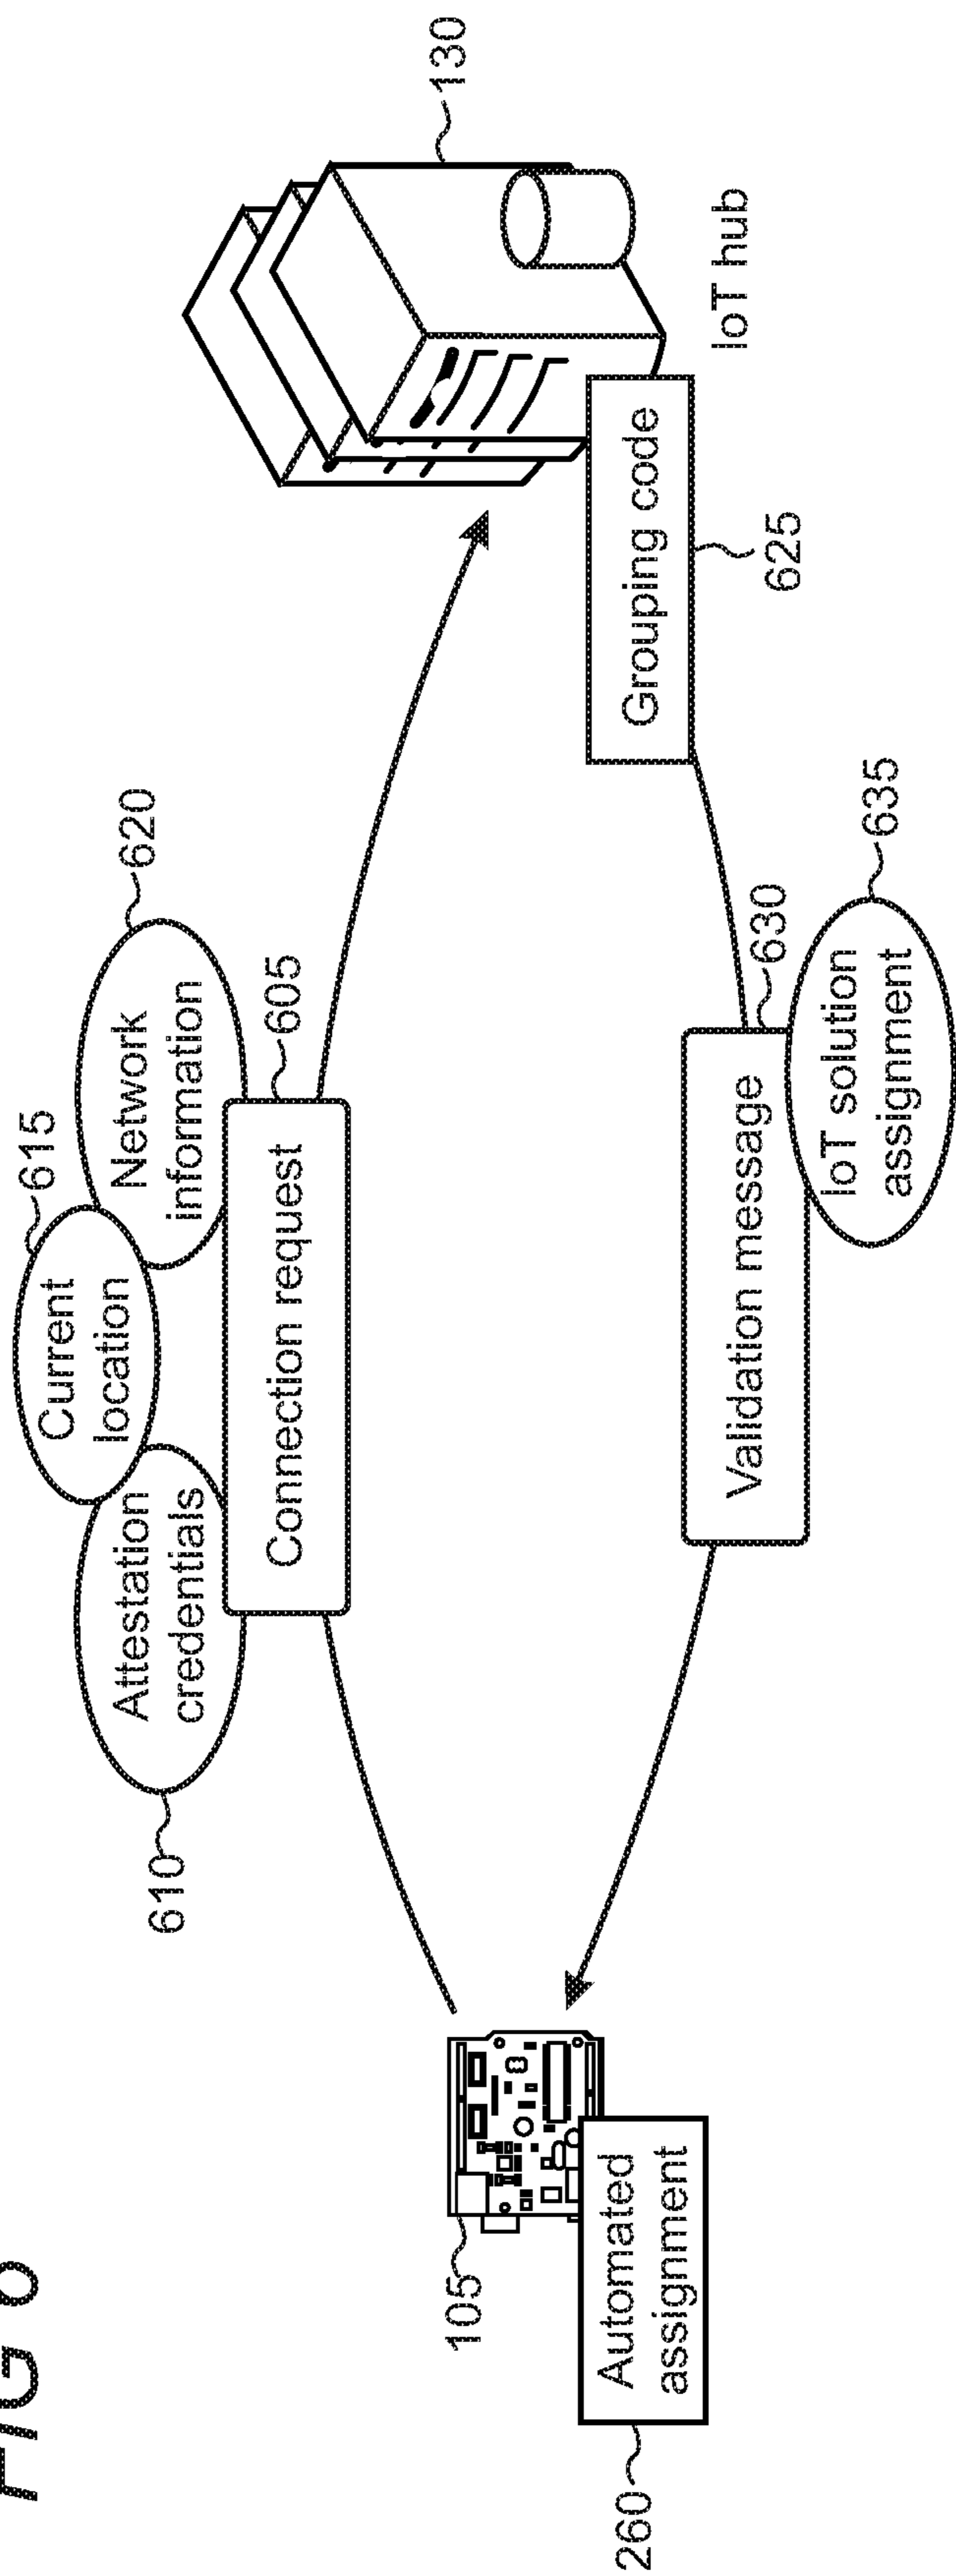 FIG 6
615
Current
location
620
610
Attestation
credentials
Network
information
605
Connection request
130
IoT hub
105
Automated
assignment
260
Grouping code
625
Validation message
630
IoT solution
assignment
635